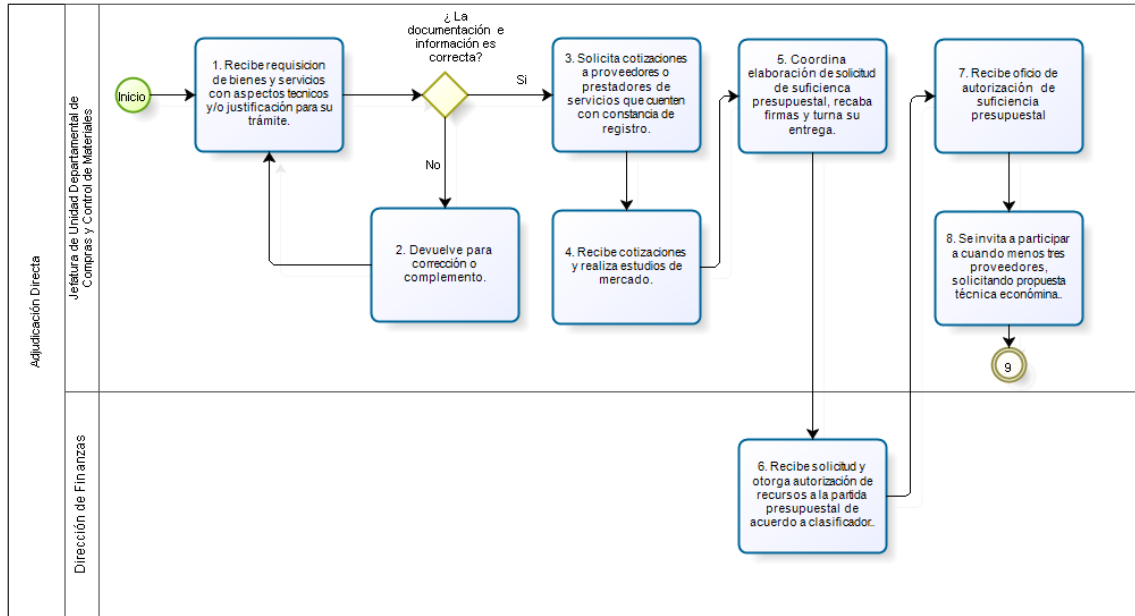 Adjudicación Directa
Jefatura de Unidad Departamental de
Compras y Control de Materiales
Inicio
1. Recibe requisicion
de bienes y servicios
con aspectos tecnicos
y/o justificación para su
trámite.
¿ La
documentación e
información es
correcta?
Si
No
2. Devuelve para
corrección o
complemento.
3. Solicita cotizaciones
a proveedores o
prestadores de
servicios que cuenten
con constancia de
registro.
4. Recibe cotizaciones
y realiza estudios de
mercado.
5. Coordina
elaboración de solicitud
de suficienca
presupuestal, recaba
firmas y turna su
entrega.
7. Recibe oficio de
autorización de
suficiencia
presupuestal
8. Se invita a participar
a cuando menos tres
proveedores,
solicitando propuesta
técnica económina..
9
Dirección de Finanzas
6. Recibe solicitud y
otorga autorización de
recursos a la partida
presupuestal de
acuerdo a clasificador..